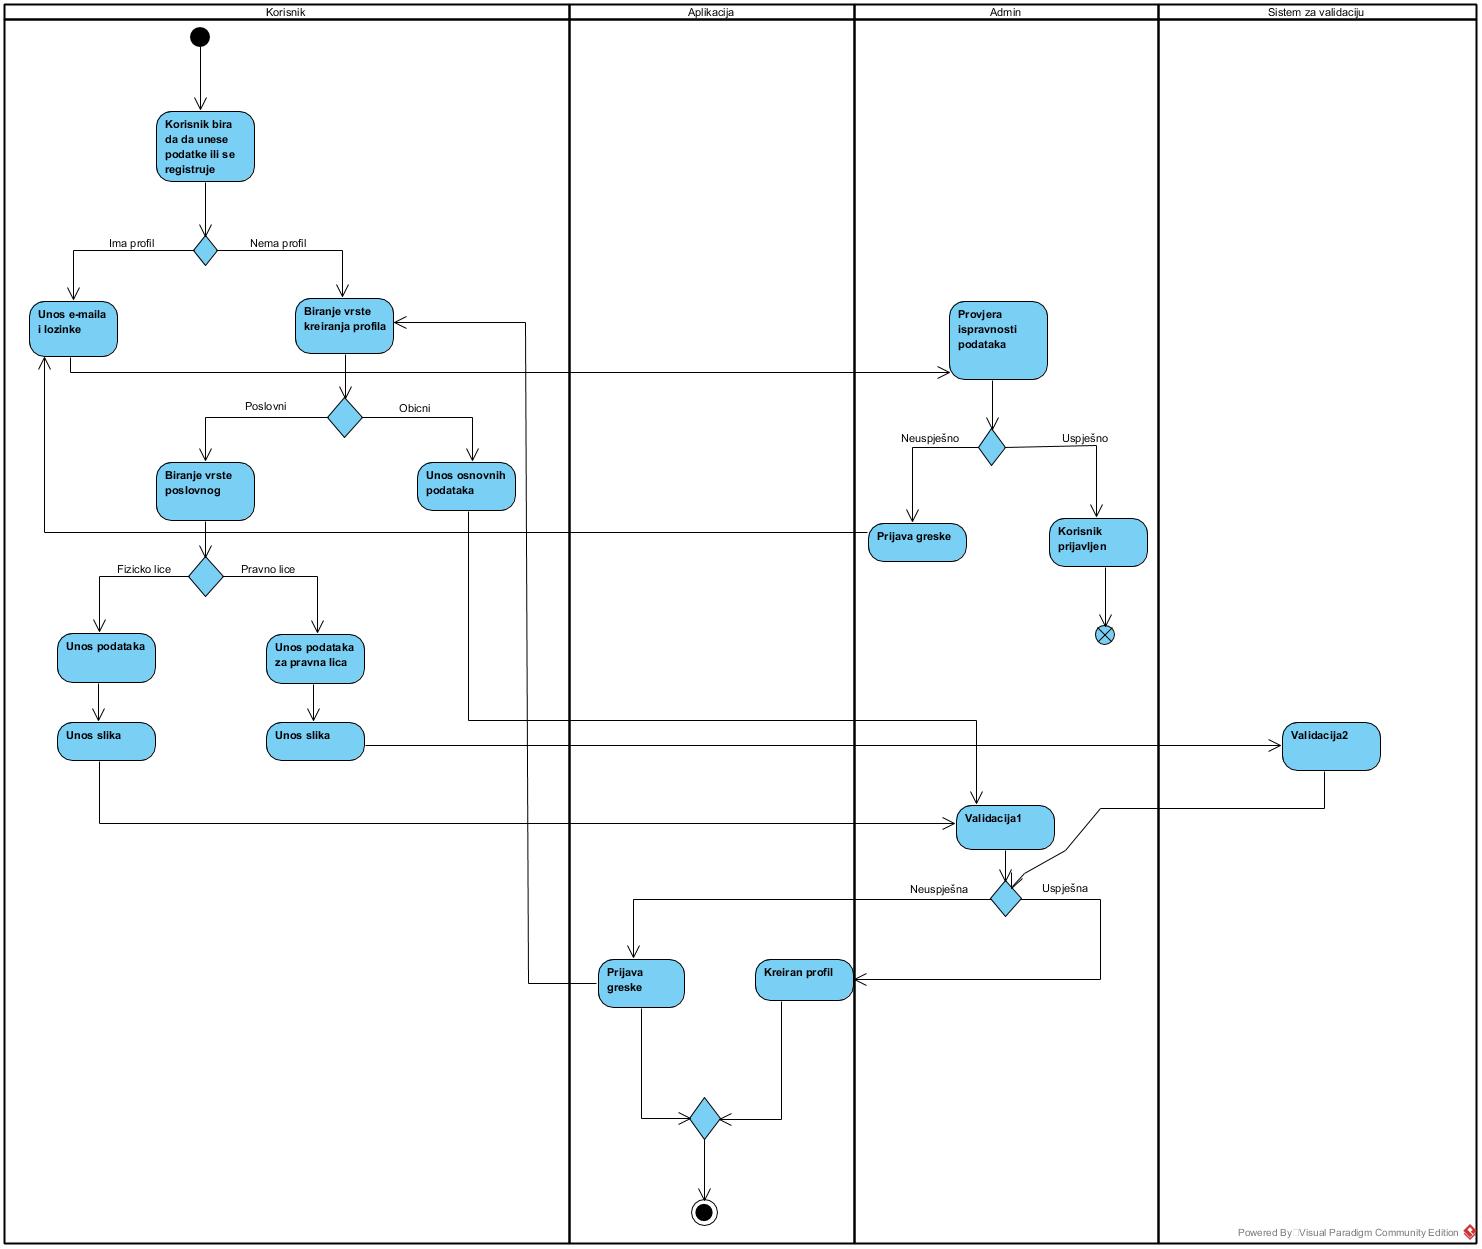 Korisnik
Aplikacija
Admin
Sistem za validaciju
Korisnik bira
da da unese
podatke ili se
registruje
Ima profil
Nema profil
Unos e-maila
i lozinke
Biranje vrste
kreiranja profila
Provjera
ispravnosti
podataka
Poslovni
Obicni
Neuspješno
Uspješno
Biranje vrste
poslovnog
Unos osnovnih
podataka
Prijava greske
Korisnik
prijavljen
Fizicko lice
Pravno lice
Unos podataka
Unos podataka
za pravna lica
Unos slika
Unos slika
Validacija2
Validacija1
Neuspješna
Uspješna
Prijava
greske
Kreiran profil
Powered By Visual Paradigm Community Edition